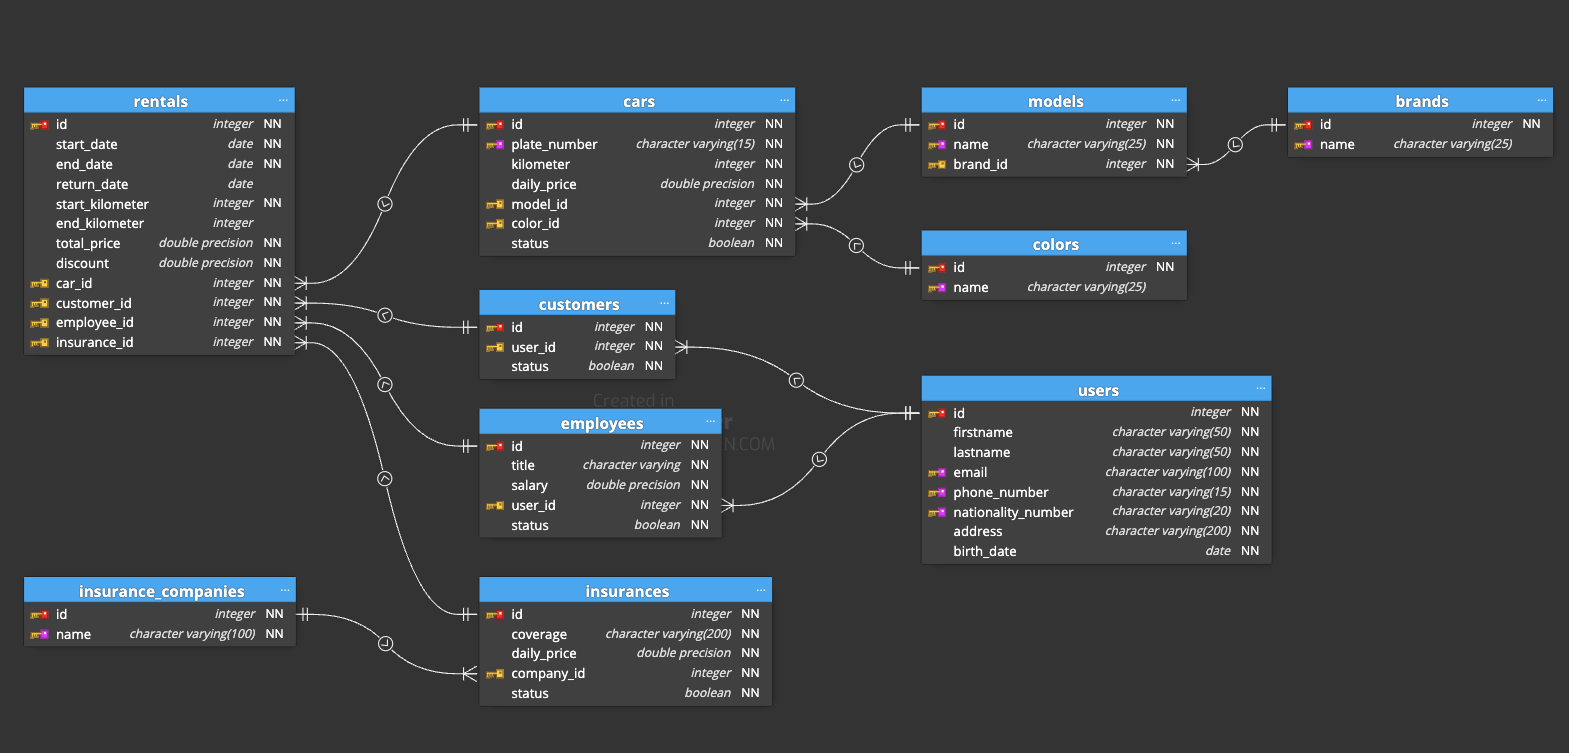 rentals ...
id integer NN
start_date date NN
end_date date NN
return_date date
start_kilometer integer NN
end_kilometer integer
total_price double precision NN
discount double precision NN
car_id integer NN
customer_id integer NN
employee_id integer NN
insurance_id integer NN
cars ...
id integer NN
plate_number character varying(15) NN
kilometer integer NN
daily_price double precision NN
model_id integer NN
color_id integer NN
status boolean NN
models ...
id integer NN
name character varying(25) NN
brand_id integer NN
brands ...
id integer NN
name character varying(25)
colors ...
id integer NN
name character varying(25)
customers ...
id integer NN
user_id integer NN
status boolean NN
Created in
N.COM
employees ...
id integer NN
title character varying NN
salary double precision NN
user_id integer NN
status boolean NN
users ...
id integer NN
firstname character varying(50) NN
lastname character varying(50) NN
email character varying(100) NN
phone_number character varying(15) NN
nationality_number character varying(20) NN
address character varying(200) NN
birth_date date NN
insurance_companies ...
id integer NN
name character varying(100) NN
insurances ...
id integer NN
coverage character varying(200) NN
daily_price double precision NN
company_id integer NN
status boolean NN